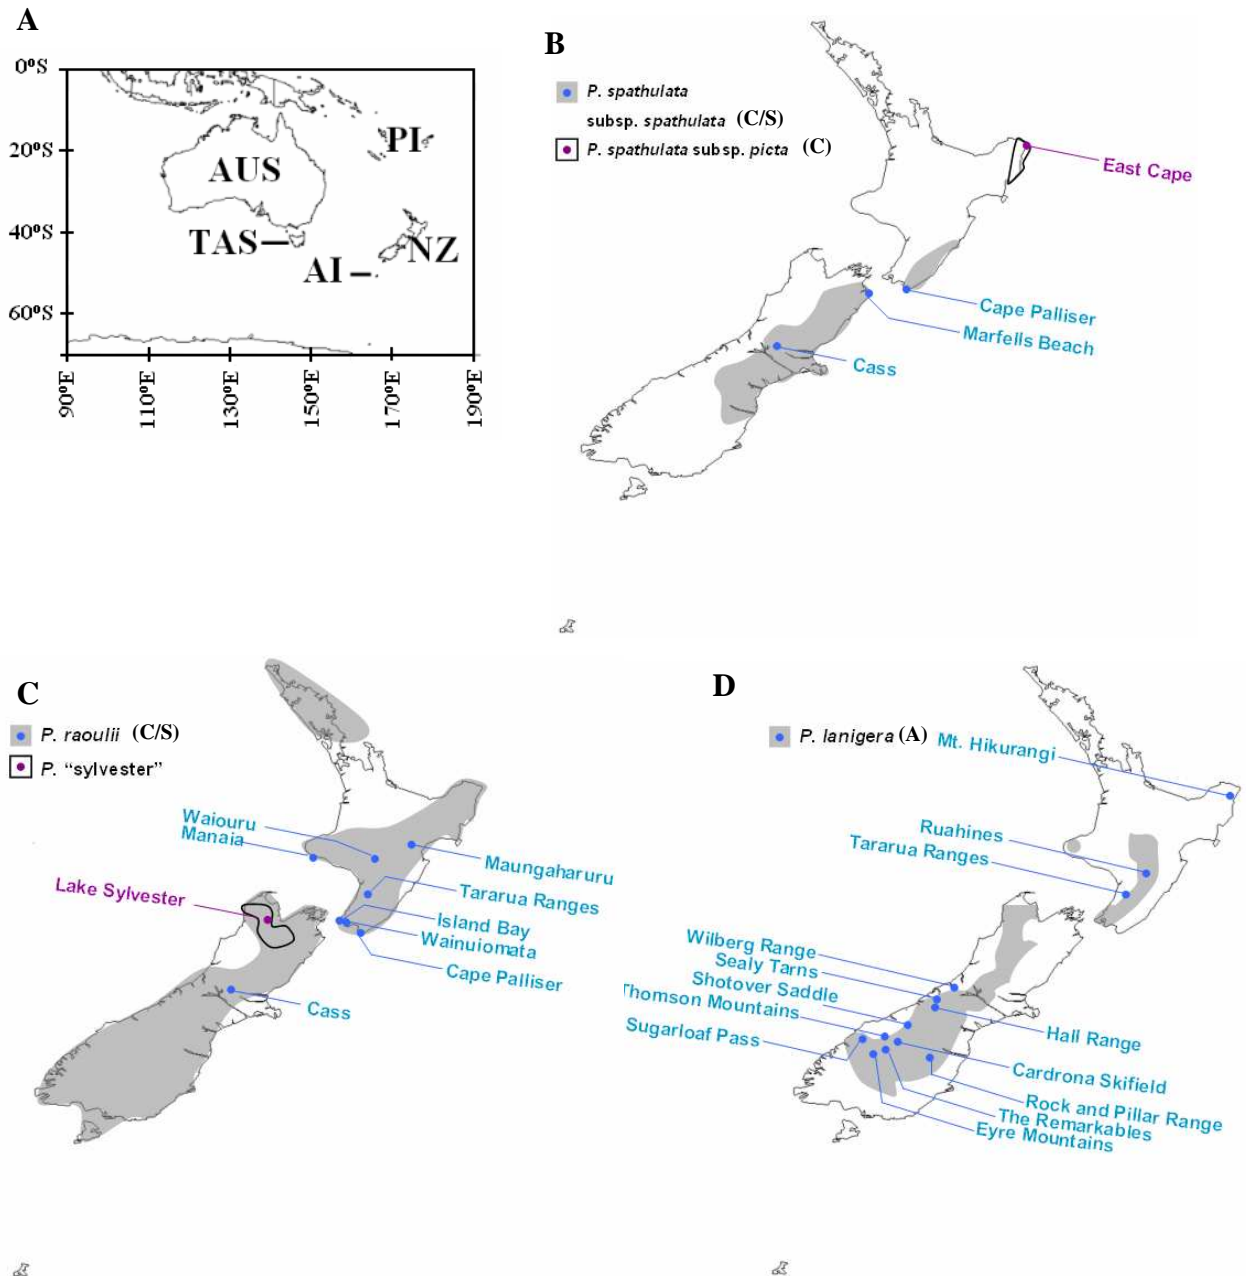 A
0ºS
20ºS
40ºS
60ºS
90ºE
110ºE
130ºE
150ºE
170ºE
190ºE
AUS
PI
TAS
AI
NZ
B
P. spathulata
subsp. spathulata (C/S)
P. spathulata subsp. picta (C)
East Cape
Cape Palliser
Marfells Beach
Cass
C
P. raoulii (C/S)
P. “sylvester”
Waiouru
Manaia
Maungaharuru
Lake Sylvester
Tararua Ranges
Island Bay
Wainuiomata
Cape Palliser
Cass
D
P. lanigera (A)
Mt. Hikurangi
Ruahines
Tararua Ranges
Wilberg Range
Sealy Tarns
Shotover Saddle
Thomson Mountains
Sugarloaf Pass
Hall Range
Cardrona Skifield
Rock and Pillar Range
The Remarkables
Eyre Mountains